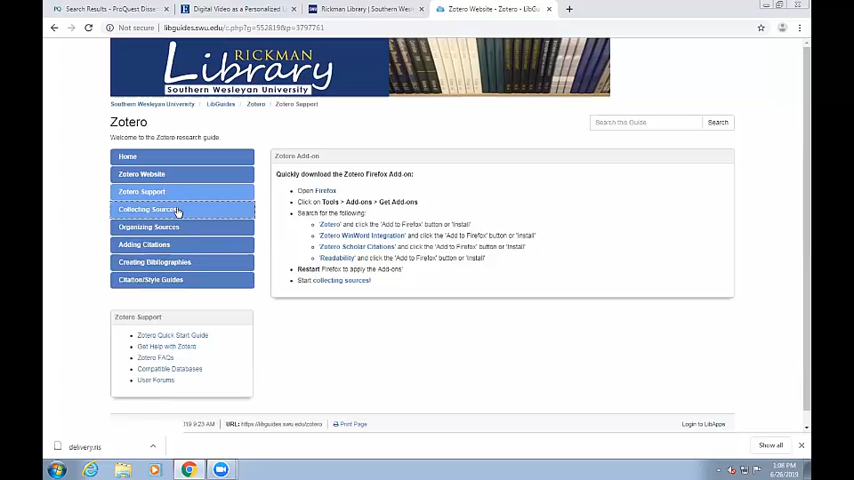 Search Results - ProQuest Disse
Digital Video as a Personalized L
Rickman Library | Southern Wes
Zotero Website - Zotero - LibGu
Not secure | libguides.swu.edu/c.php?g=552819&p=3797761
RICKMAN
Library
Southern Wesleyan University
Southern Wesleyan University / LibGuides / Zotero / Zotero Support
Zotero
Search this Guide
Search
Welcome to the Zotero research guide.
Home
Zotero Website
Zotero Support
Collecting Sources
Organizing Sources
Adding Citations
Creating Bibliographies
Citation/Style Guides
Zotero Add-on
Quickly download the Zotero Firefox Add-on:
Open Firefox
Click on Tools > Add-ons > Get Add-ons
Search for the following:
'Zotero' and click the 'Add to Firefox' button or 'Install'
'Zotero WinWord Integration' and click the 'Add to Firefox' button or 'Install'
'Zotero Scholar Citations' and click the 'Add to Firefox' button or 'Install'
'Readability' and click the 'Add to Firefox' button or 'Install'
Restart Firefox to apply the Add-ons'
Start collecting sources!
Zotero Support
Zotero Quick Start Guide
Get Help with Zotero
Zotero FAQs
Compatible Databases
User Forums
19 9:23 AM
URL: https://libguides.swu.edu/zotero
Print Page
Login to LibApps
delivery.ris
Show all
1:08 PM
6/26/2019